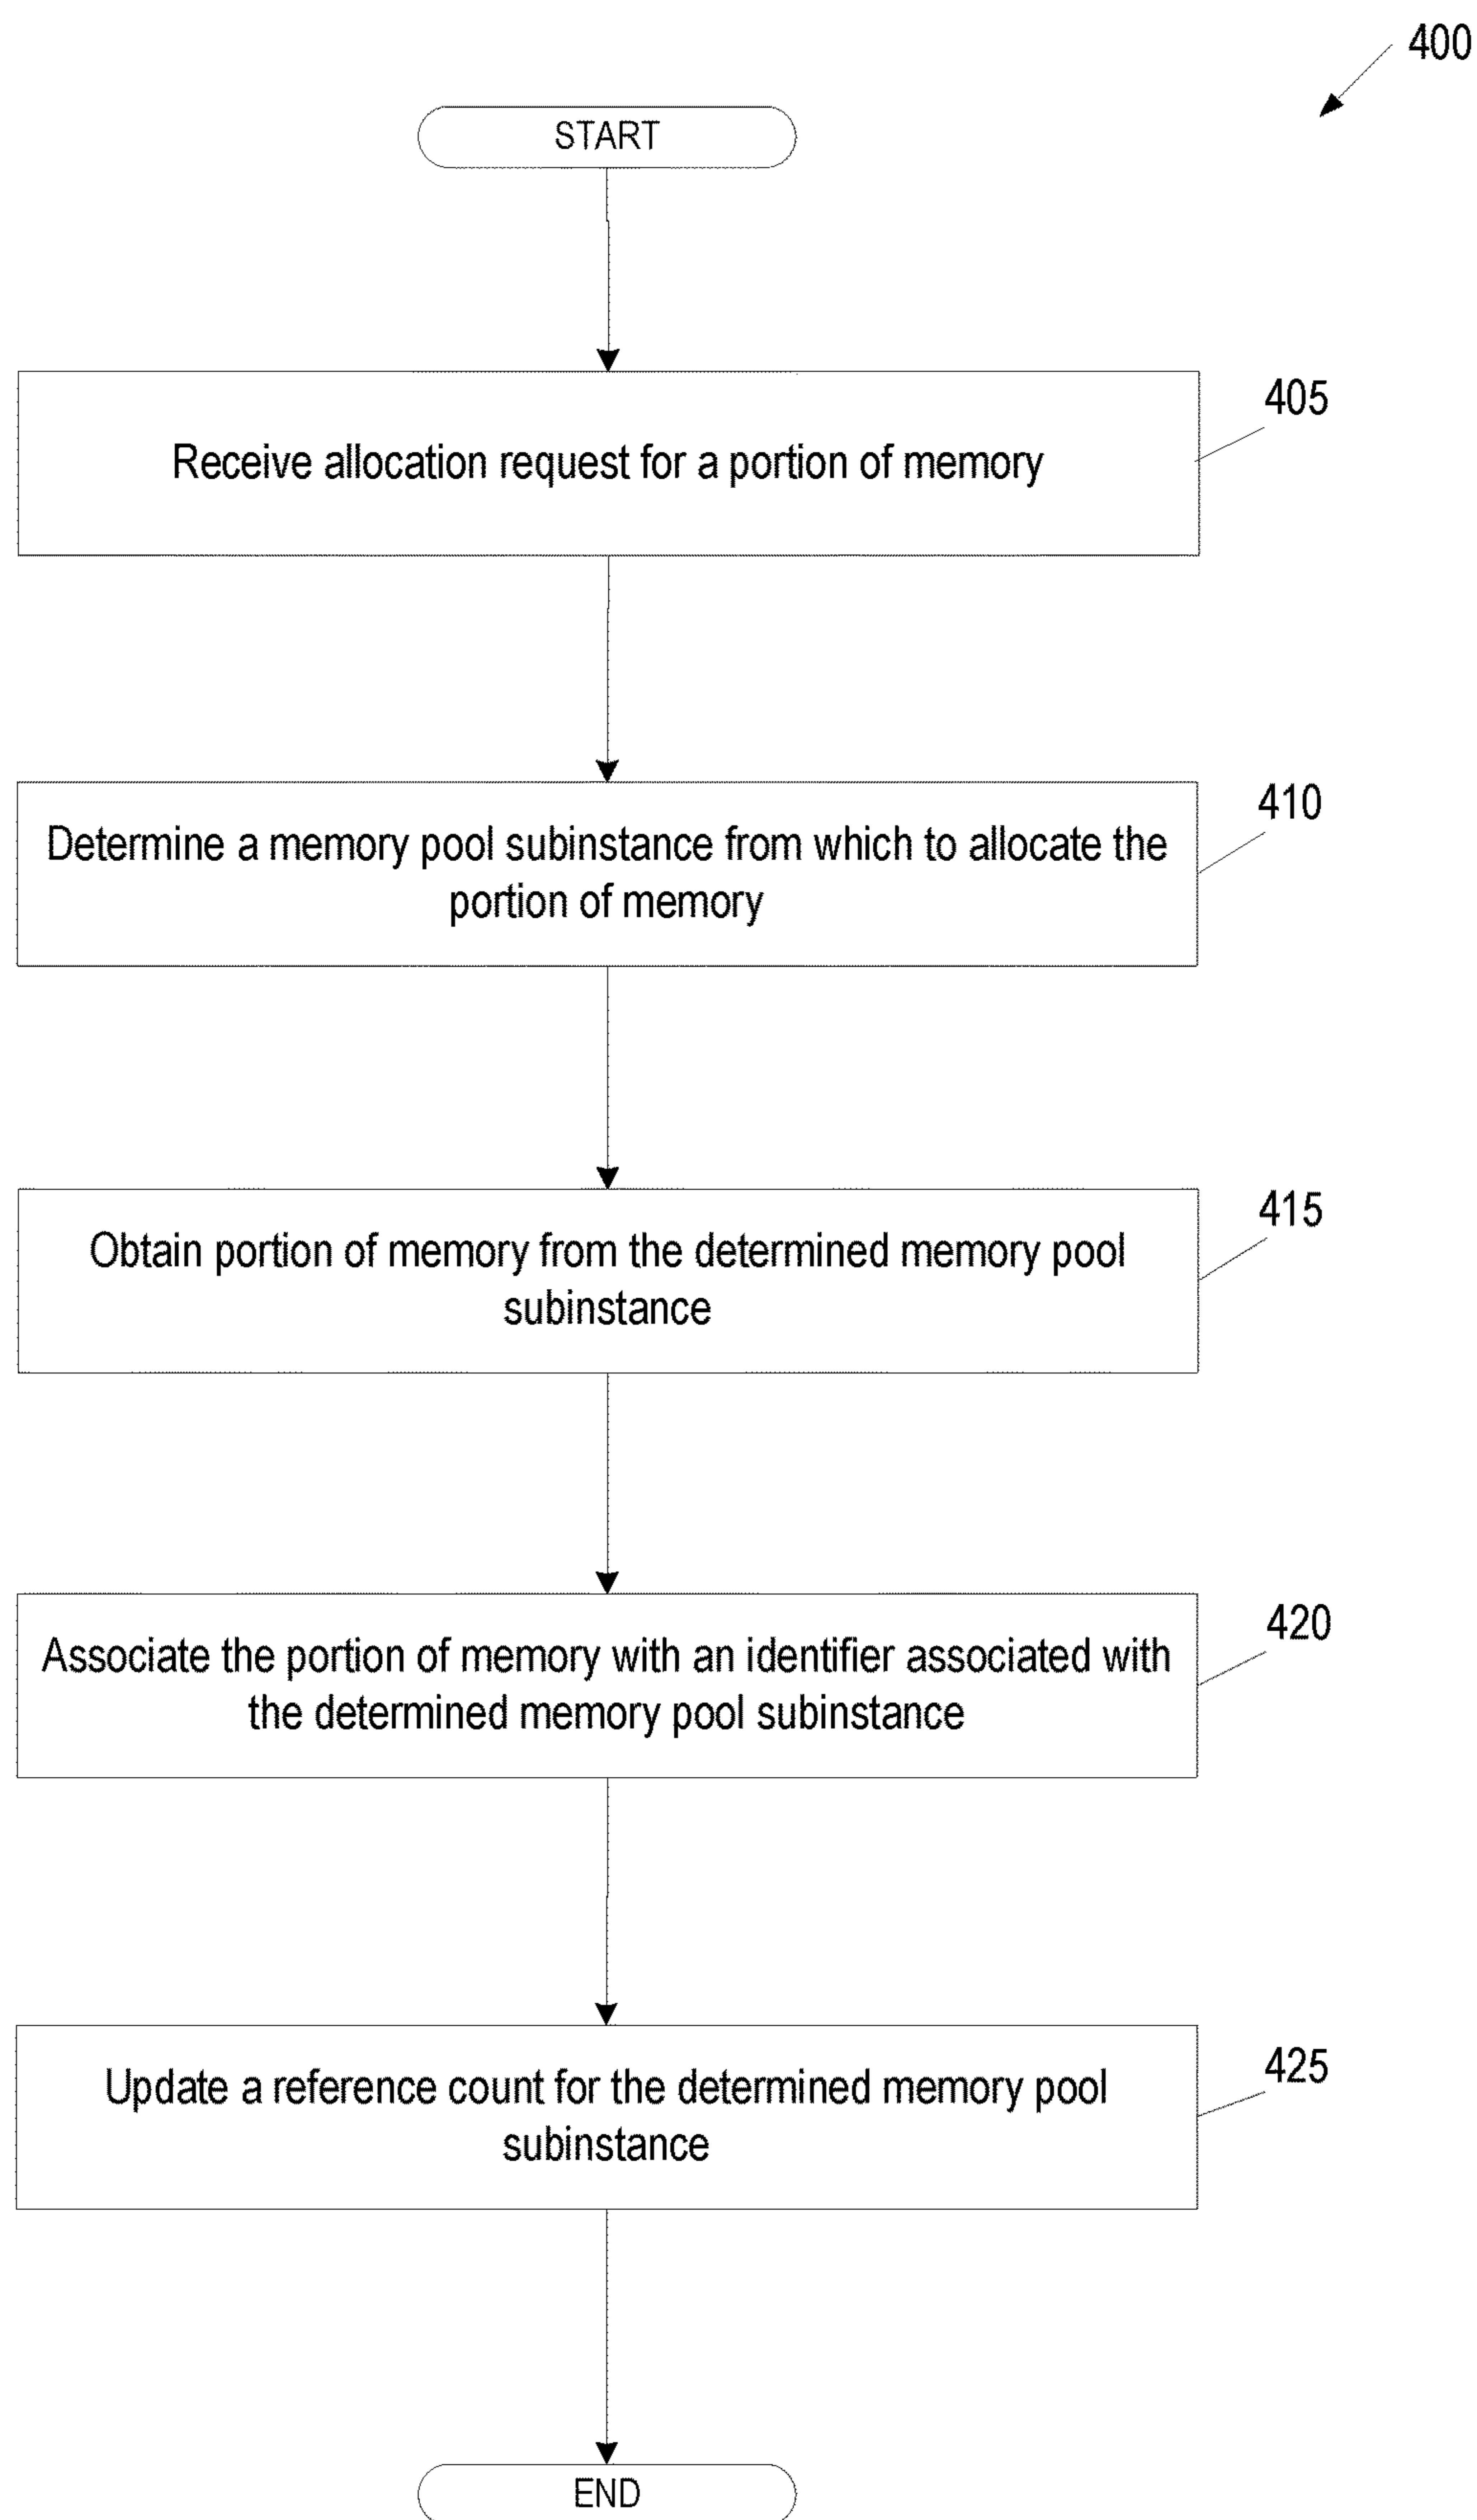 400
START
405
Receive allocation request for a portion of memory
410
Determine a memory pool subinstance from which to allocate the
portion of memory
415
Obtain portion of memory from the determined memory pool
subinstance
420
Associate the portion of memory with an identifier associated with
the determined memory pool subinstance
425
Update a reference count for the determined memory pool
subinstance
END